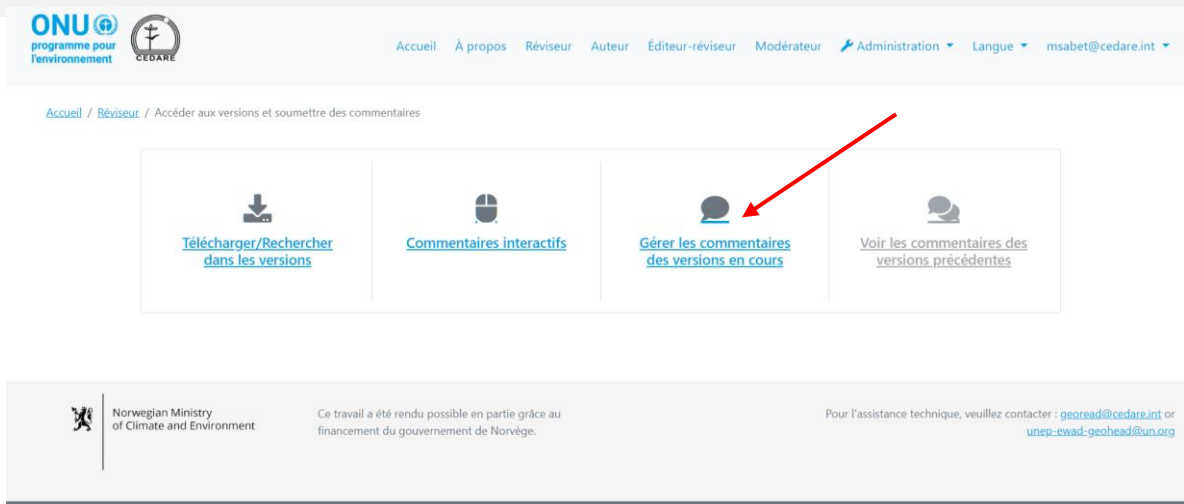 ONU
programme pour
l'environnement
CEDARE
Accueil À propos Réviseur Auteur Éditeur-réviseur Modérateur Administration Langue msabet@cedare.int
Accueil / Réviseur / Accéder aux versions et soumettre des commentaires
Télécharger/Rechercher
dans les versions
Commentaires interactifs
Gérer les commentaires
des versions en cours
Voir les commentaires des
versions précédentes
Norwegian Ministry
of Climate and Environment
Ce travail a été rendu possible en partie grâce au
financement du gouvernement de Norvège.
Pour l'assistance technique, veuillez contacter : georead@cedare.int or
unep-ewad-geohead@un.org